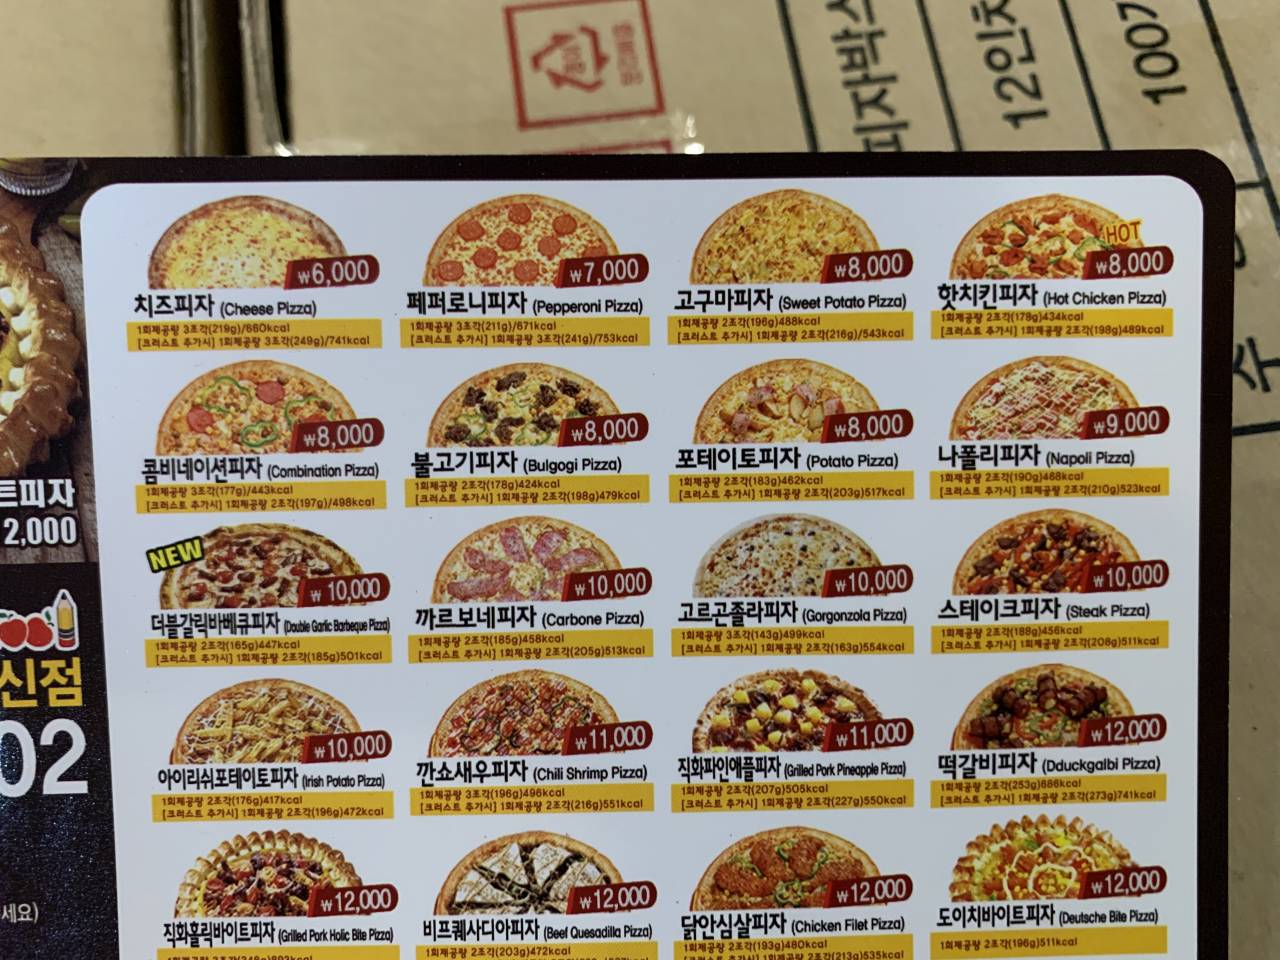 피자박스
12인치
100개
HOT
₩6,000
₩7,000
₩8,000
₩8,000
치즈피자 (Cheese Pizza)
1회제공량 3조각(219g)/660kcal
[크러스트 추가시] 1회제공량 3조각(249g)/741kcal
페퍼로니피자 (Pepperoni Pizza)
1회제공량 3조각(211g)/671kcal
[크러스트 추가시] 1회제공량 3조각(241g)/753kcal
고구마피자 (Sweet Potato Pizza)
1회제공량 2조각(196g)488kcal
[크러스트 추가시] 1회제공량 2조각(216g)/543kcal
핫치킨피자 (Hot Chicken Pizza)
1회제공량 2조각(178g)434kcal
[크러스트 추가시] 1회제공량 2조각(198g)489kcal
₩8,000
₩8,000
₩8,000
₩9,000
콤비네이션피자 (Combination Pizza)
1회제공량 3조각(177g)/443kcal
[크러스트 추가시] 1회제공량 2조각(197g)/498kcal
불고기피자 (Bulgogi Pizza)
1회제공량 2조각(178g)424kcal
[크러스트 추가시] 1회제공량 2조각(198g)479kcal
포테이토피자 (Potato Pizza)
1회제공량 2조각(183g)462kcal
[크러스트 추가시] 1회제공량 2조각(203g)517kcal
나폴리피자 (Napoli Pizza)
1회제공량 2조각(190g)468kcal
[크러스트 추가시] 1회제공량 2조각(210g)523kcal
트피자
2,000
NEW
₩10,000
₩10,000
₩10,000
₩10,000
더블갈릭바베큐피자 (Double Garlic Barbeque Pizza)
1회제공량 2조각(165g)447kcal
[크러스트 추가시] 1회제공량 2조각(185g)501kcal
까르보네피자 (Carbone Pizza)
1회제공량 2조각(185g)458kcal
[크러스트 추가시] 1회제공량 2조각(205g)513kcal
고르곤졸라피자 (Gorgonzola Pizza)
1회제공량 3조각(143g)499kcal
[크러스트 추가시] 1회제공량 2조각(163g)554kcal
스테이크피자 (Steak Pizza)
1회제공량 2조각(188g)456kcal
[크러스트 추가시] 1회제공량 2조각(208g)511kcal
신점
02
₩10,000
₩11,000
₩11,000
₩12,000
아이리쉬포테이토피자 (Irish Potato Pizza)
1회제공량 2조각(176g)417kcal
[크러스트 추가시] 1회제공량 2조각(196g)472kcal
깐쇼새우피자 (Chili Shrimp Pizza)
1회제공량 3조각(196g)496kcal
[크러스트 추가시] 1회제공량 2조각(216g)551kcal
직화파인애플피자 (Grilled Pork Pineapple Pizza)
1회제공량 2조각(207g)505kcal
[크러스트 추가시] 1회제공량 2조각(227g)550kcal
떡갈비피자 (Dduckgalbi Pizza)
1회제공량 2조각(253g)686kcal
[크러스트 추가시] 1회제공량 2조각(273g)741kcal
세요)
₩12,000
₩12,000
₩12,000
₩12,000
직화홀릭바이트피자 (Grilled Pork Holic Bite Pizza)
비프퀘사디아피자 (Beef Quesadilla Pizza)
1회제공량 2조각(203g)472kcal
닭안심살피자 (Chicken Filet Pizza)
1회제공량 2조각(193g)480kcal
[크러스트 추가시] 1회제공량 2조각(213g)535kcal
도이치바이트피자 (Deutsche Bite Pizza)
1회제공량 2조각(196g)511kcal